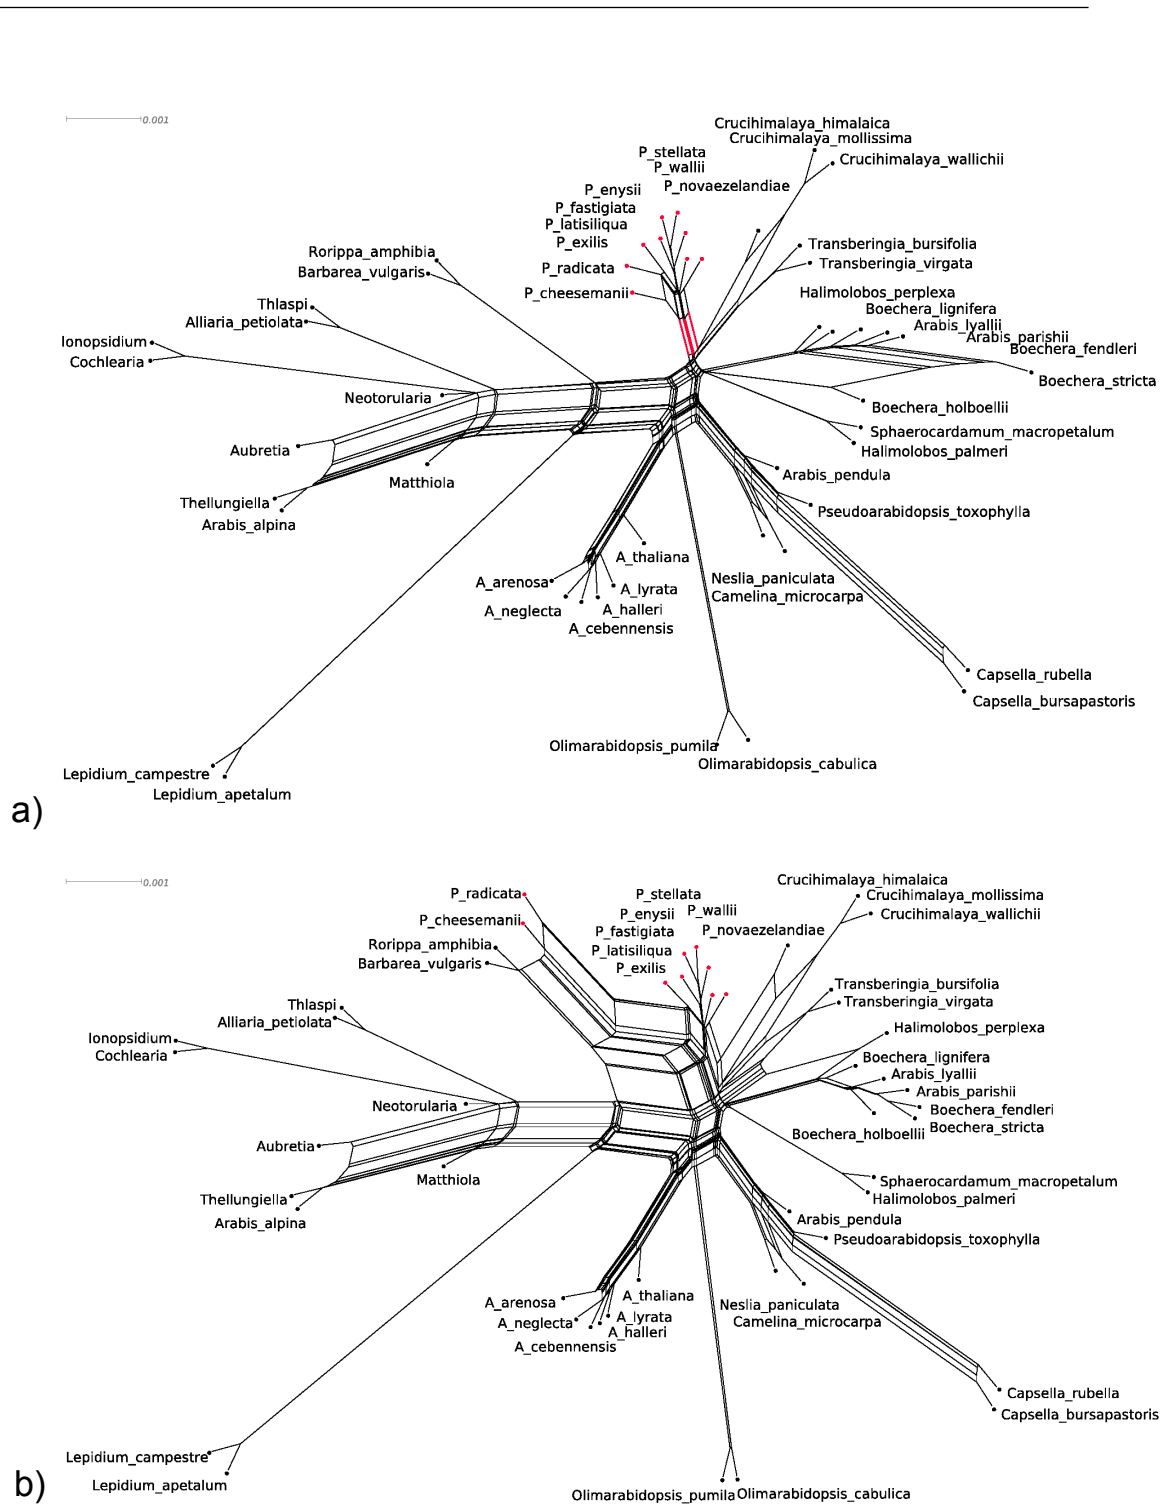 0.001
Crucihimalaya_himalaica
Crucihimalaya_mollissima
P_stellata
Crucihimalaya_wallichii
P_wallii
P_enysii
P_novaezelandiae
P_fastigiata
P_latisiliqua
P_exilis
Transberingia_bursifolia
Rorippa_amphibia
Transberingia_virgata
P_radicata
Barbarea_vulgaris
P_cheesemanii
Halimolobos_perplexa
Thlaspi
Boechera_lignifera
Alliaria_petiolata
Arabis_lyallii
Arabis_parishii
Ionopsidium
Boechera_fendleri
Cochlearia
Boechera_stricta
Neotorularia
Boechera_holboellii
Sphaerocardamum_macropetalum
Aubretia
Halimolobos_palmeri
Arabis_pendula
Matthiola
Thellungiella
Pseudoarabidopsis_toxophylla
Arabis_alpina
A_thaliana
A_arenosa
Neslia_paniculata
A_lyrata
Camelina_microcarpa
A_neglecta
A_halleri
A_cebennensis
Capsella_rubella
Capsella_bursapastoris
Olimarabidopsis_pumila
Olimarabidopsis_cabulica
Lepidium_campestre
Lepidium_apetalum
a)
0.001
Crucihimalaya_himalaica
P_radicata
P_stellata
Crucihimalaya_mollissima
P_enysii
P_wallii
Crucihimalaya_wallichii
P_cheesemanii
P_fastigiata
P_novaezelandiae
Rorippa_amphibia
P_latisiliqua
Barbarea_vulgaris
P_exilis
Transberingia_bursifolia
Transberingia_virgata
Thlaspi
Alliaria_petiolata
Halimolobos_perplexa
Ionopsidium
Cochlearia
Boechera_lignifera
Arabis_lyallii
Arabis_parishii
Neotorularia
Boechera_fendleri
Boechera_stricta
Boechera_holboellii
Aubretia
Matthiola
Sphaerocardamum_macropetalum
Thellungiella
Halimolobos_palmeri
Arabis_alpina
Arabis_pendula
Pseudoarabidopsis_toxophylla
A_thaliana
A_arenosa
Neslia_paniculata
A_lyrata
A_neglecta
Camelina_microcarpa
A_halleri
A_cebennensis
Capsella_rubella
Capsella_bursapastoris
Lepidium_campestre
Lepidium_apetalum
b)
Olimarabidopsis_pumila
Olimarabidopsis_cabulica